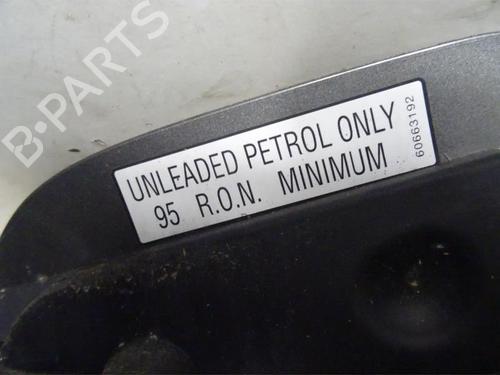 B-PARTS
UNLEADED PETROL ONLY
95 R.O.N. MINIMUM
60663192